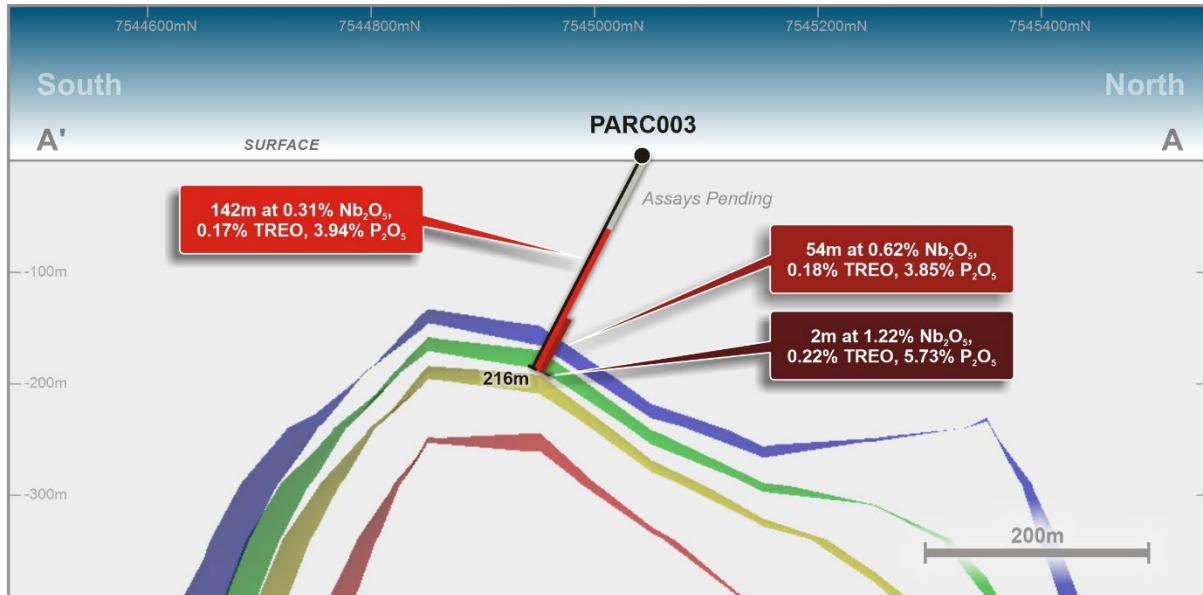 7544600mN 7544800mN 7545000mN 7545200mN 7545400mN
South North
A' SURFACE PARC003 A
Assays Pending
142m at 0.31% Nb₂O₅,
0.17% TREO, 3.94% P₂O₅
54m at 0.62% Nb₂O₅,
0.18% TREO, 3.85% P₂O₅
-100m
2m at 1.22% Nb₂O₅,
0.22% TREO, 5.73% P₂O₅
-200m
216m
-300m
200m